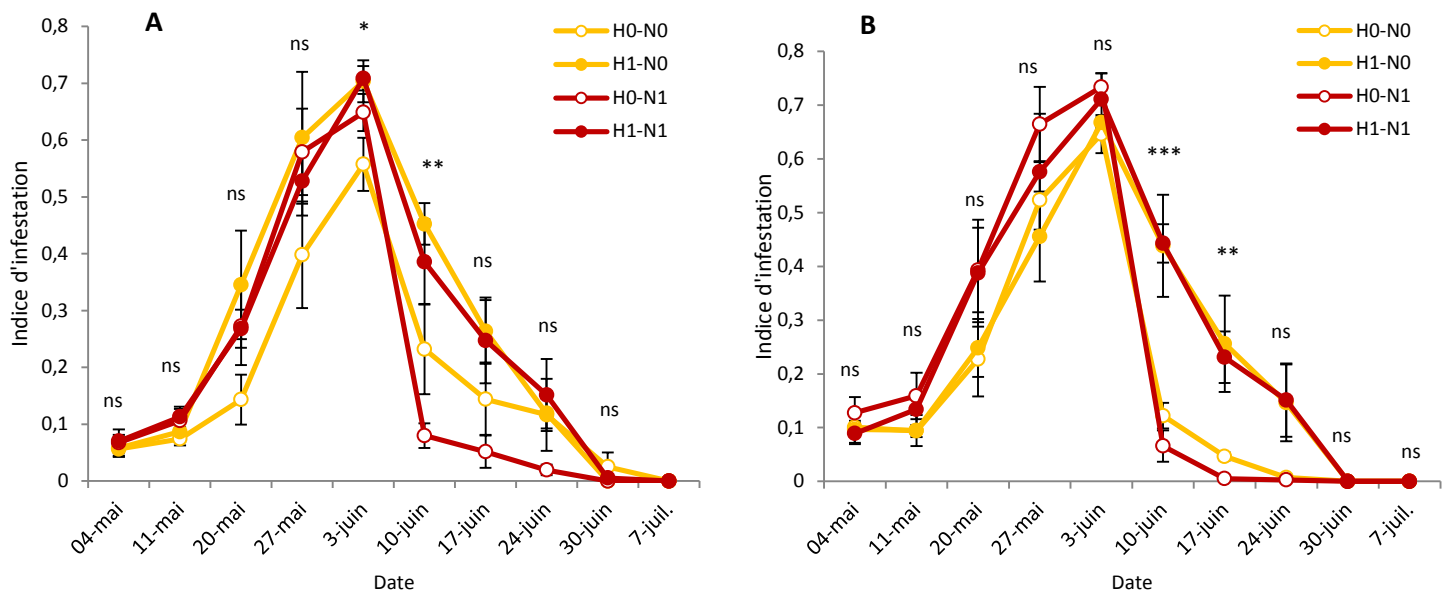 A
Indice d'infestation
0,8
0,7
0,6
0,5
0,4
0,3
0,2
0,1
0
ns
ns
ns
ns
*
**
ns
ns
ns
H0-N0
H1-N0
H0-N1
H1-N1
04-mai
11-mai
20-mai
27-mai
3-juin
10-juin
17-juin
24-juin
30-juin
7-juil.
Date
B
Indice d'infestation
0,8
0,7
0,6
0,5
0,4
0,3
0,2
0,1
0
ns
ns
ns
ns
ns
***
**
ns
ns
ns
H0-N0
H1-N0
H0-N1
H1-N1
04-mai
11-mai
20-mai
27-mai
3-juin
10-juin
17-juin
24-juin
30-juin
7-juil.
Date